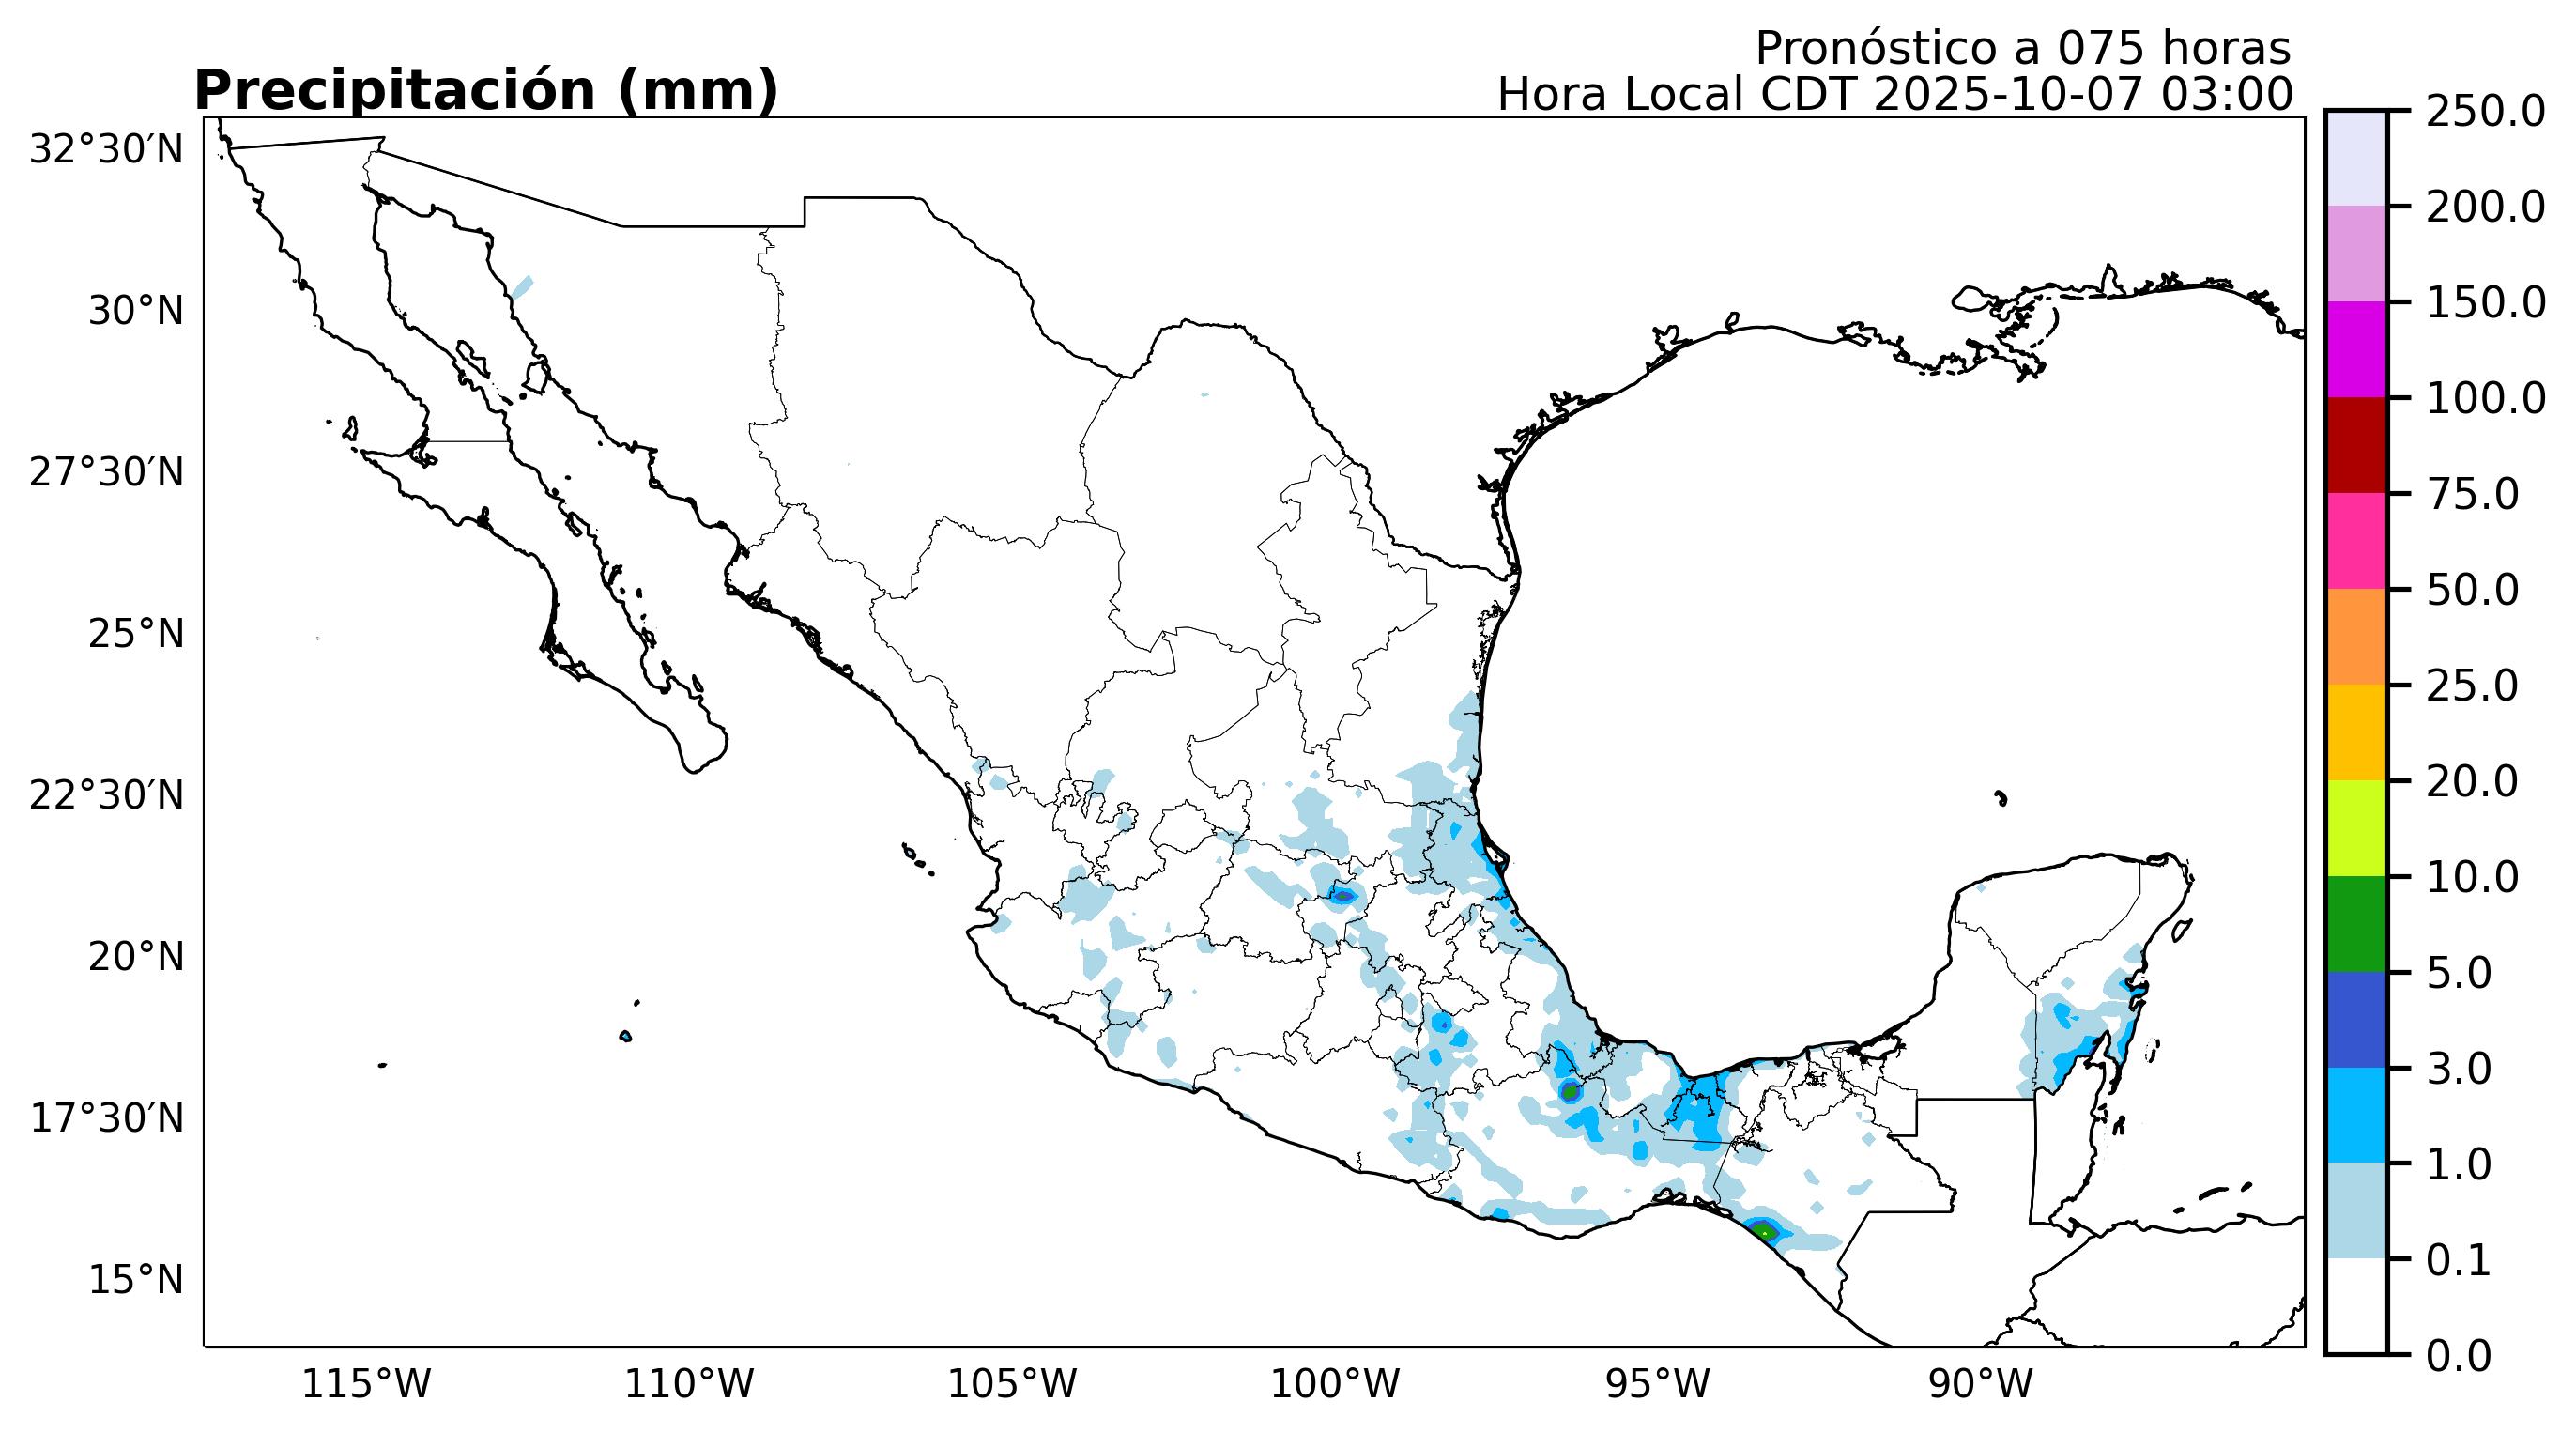 Pronóstico a 075 horas
Precipitación (mm)
Hora Local CDT 2025-10-07 03:00
32°30′N
30°N
27°30′N
25°N
22°30′N
20°N
17°30′N
15°N
115°W
110°W
105°W
100°W
95°W
90°W
250.0
200.0
150.0
100.0
75.0
50.0
25.0
20.0
10.0
5.0
3.0
1.0
0.1
0.0